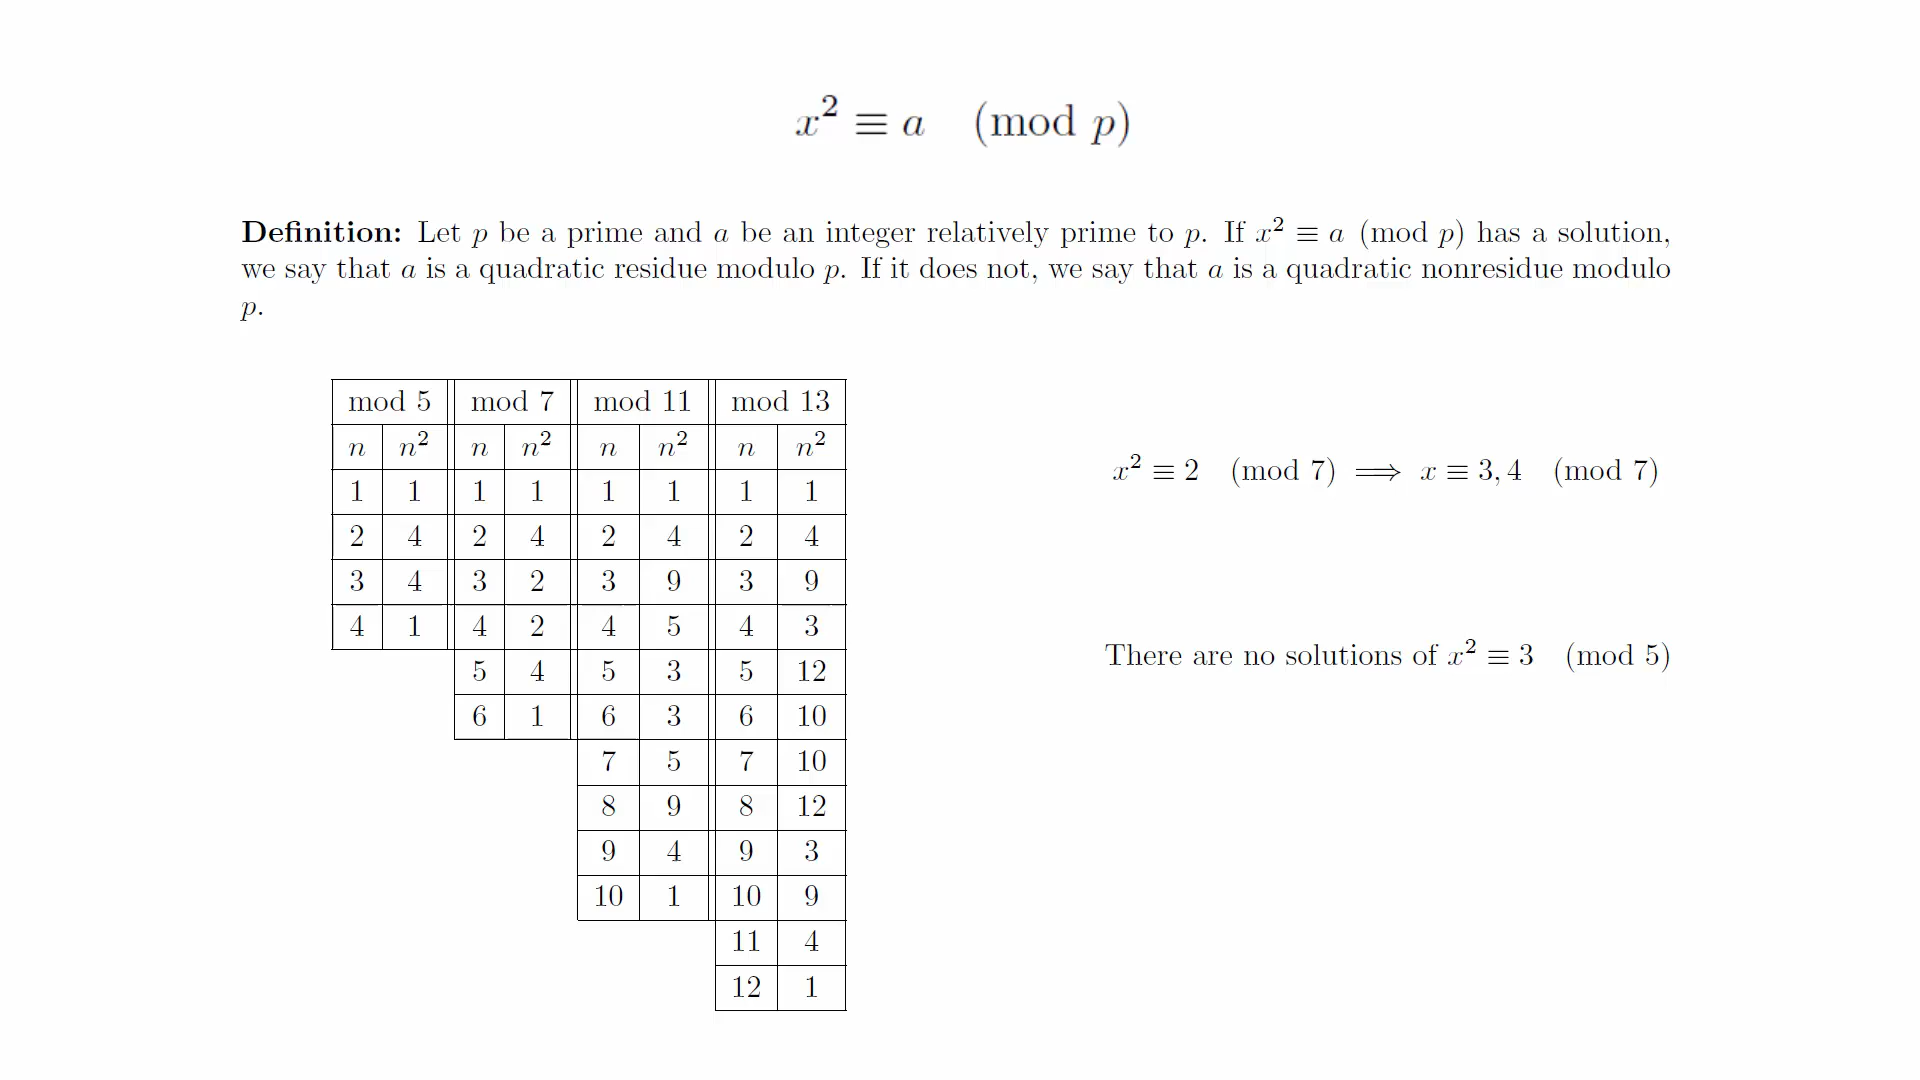 x² ≡ a (mod p)
Definition: Let p be a prime and a be an integer relatively prime to p. If x² ≡ a (mod p) has a solution,
we say that a is a quadratic residue modulo p. If it does not, we say that a is a quadratic nonresidue modulo
p.
mod 5 mod 7 mod 11 mod 13
n n² n n² n n² n n²
1 1 1 1 1 1 1 1
2 4 2 4 2 4 2 4
3 4 3 2 3 9 3 9
4 1 4 2 4 5 4 3
5 4 5 3 5 12
6 1 6 3 6 10
7 5 7 10
8 9 8 12
9 4 9 3
10 1 10 9
11 4
12 1
x² ≡ 2 (mod 7) ⟹ x ≡ 3, 4 (mod 7)
There are no solutions of x² ≡ 3 (mod 5)